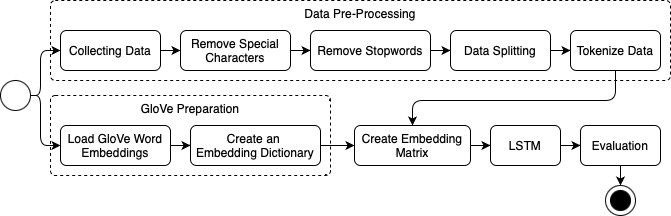 Data Pre-Processing
Collecting Data
Remove Special
Characters
Remove Stopwords
Data Splitting
Tokenize Data
GloVe Preparation
Load GloVe Word
Embeddings
Create an
Embedding Dictionary
Create Embedding
Matrix
LSTM
Evaluation